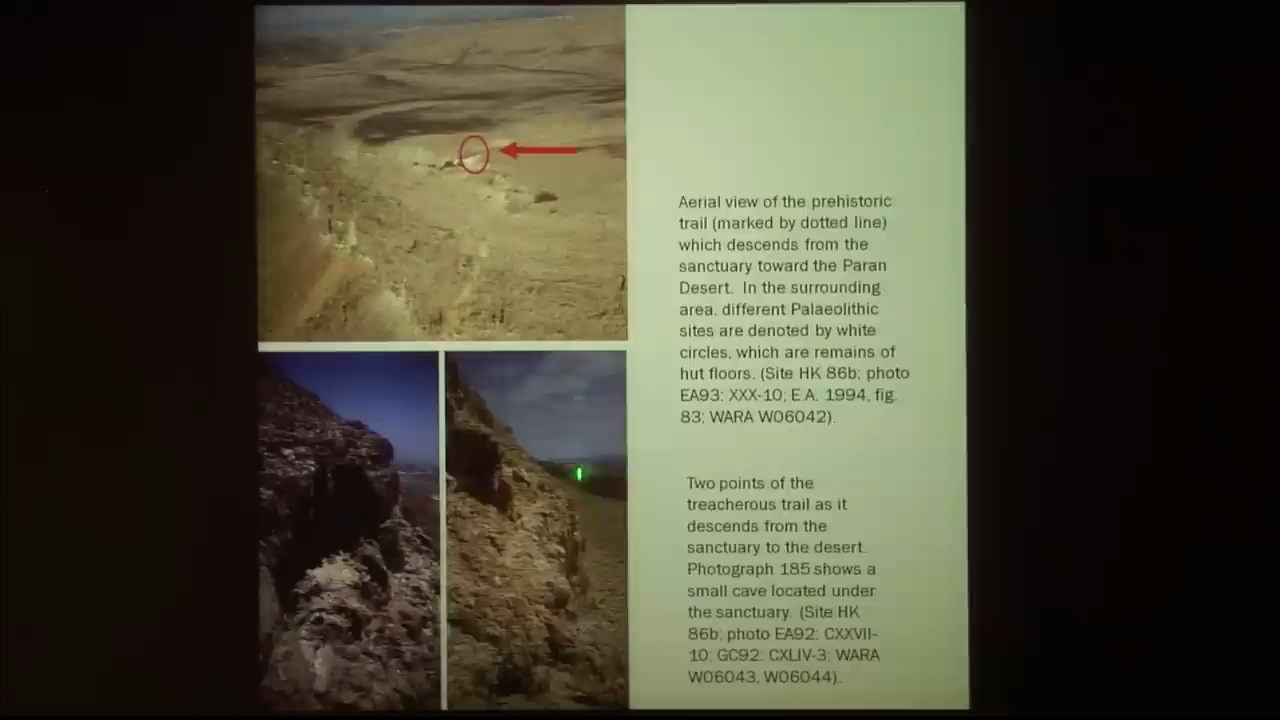 Aerial view of the prehistoric
trail (marked by dotted line)
which descends from the
sanctuary toward the Paran
Desert. In the surrounding
area, different Palaeolithic
sites are denoted by white
circles, which are remains of
hut floors. (Site HK 86b; photo
EA93: XXX-10; E.A. 1994, fig.
83; WARA W06042).
Two points of the
treacherous trail as it
descends from the
sanctuary to the desert.
Photograph 185 shows a
small cave located under
the sanctuary. (Site HK
86b; photo EA92: CXXVII-
10; GC92: CXLIV-3; WARA
W06043, W06044).